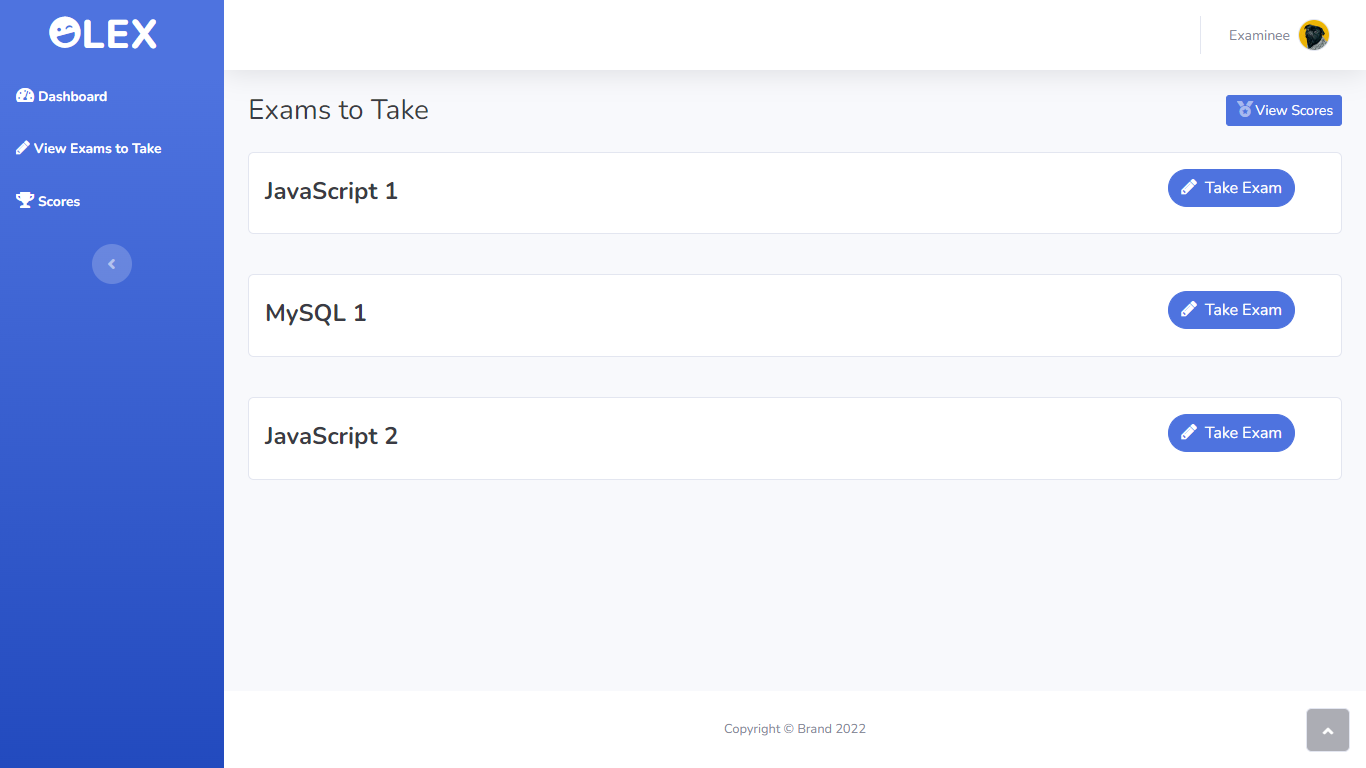 OLEX
Examinee
Dashboard
View Exams to Take
Scores
Exams to Take
View Scores
JavaScript 1
Take Exam
MySQL 1
Take Exam
JavaScript 2
Take Exam
Copyright © Brand 2022